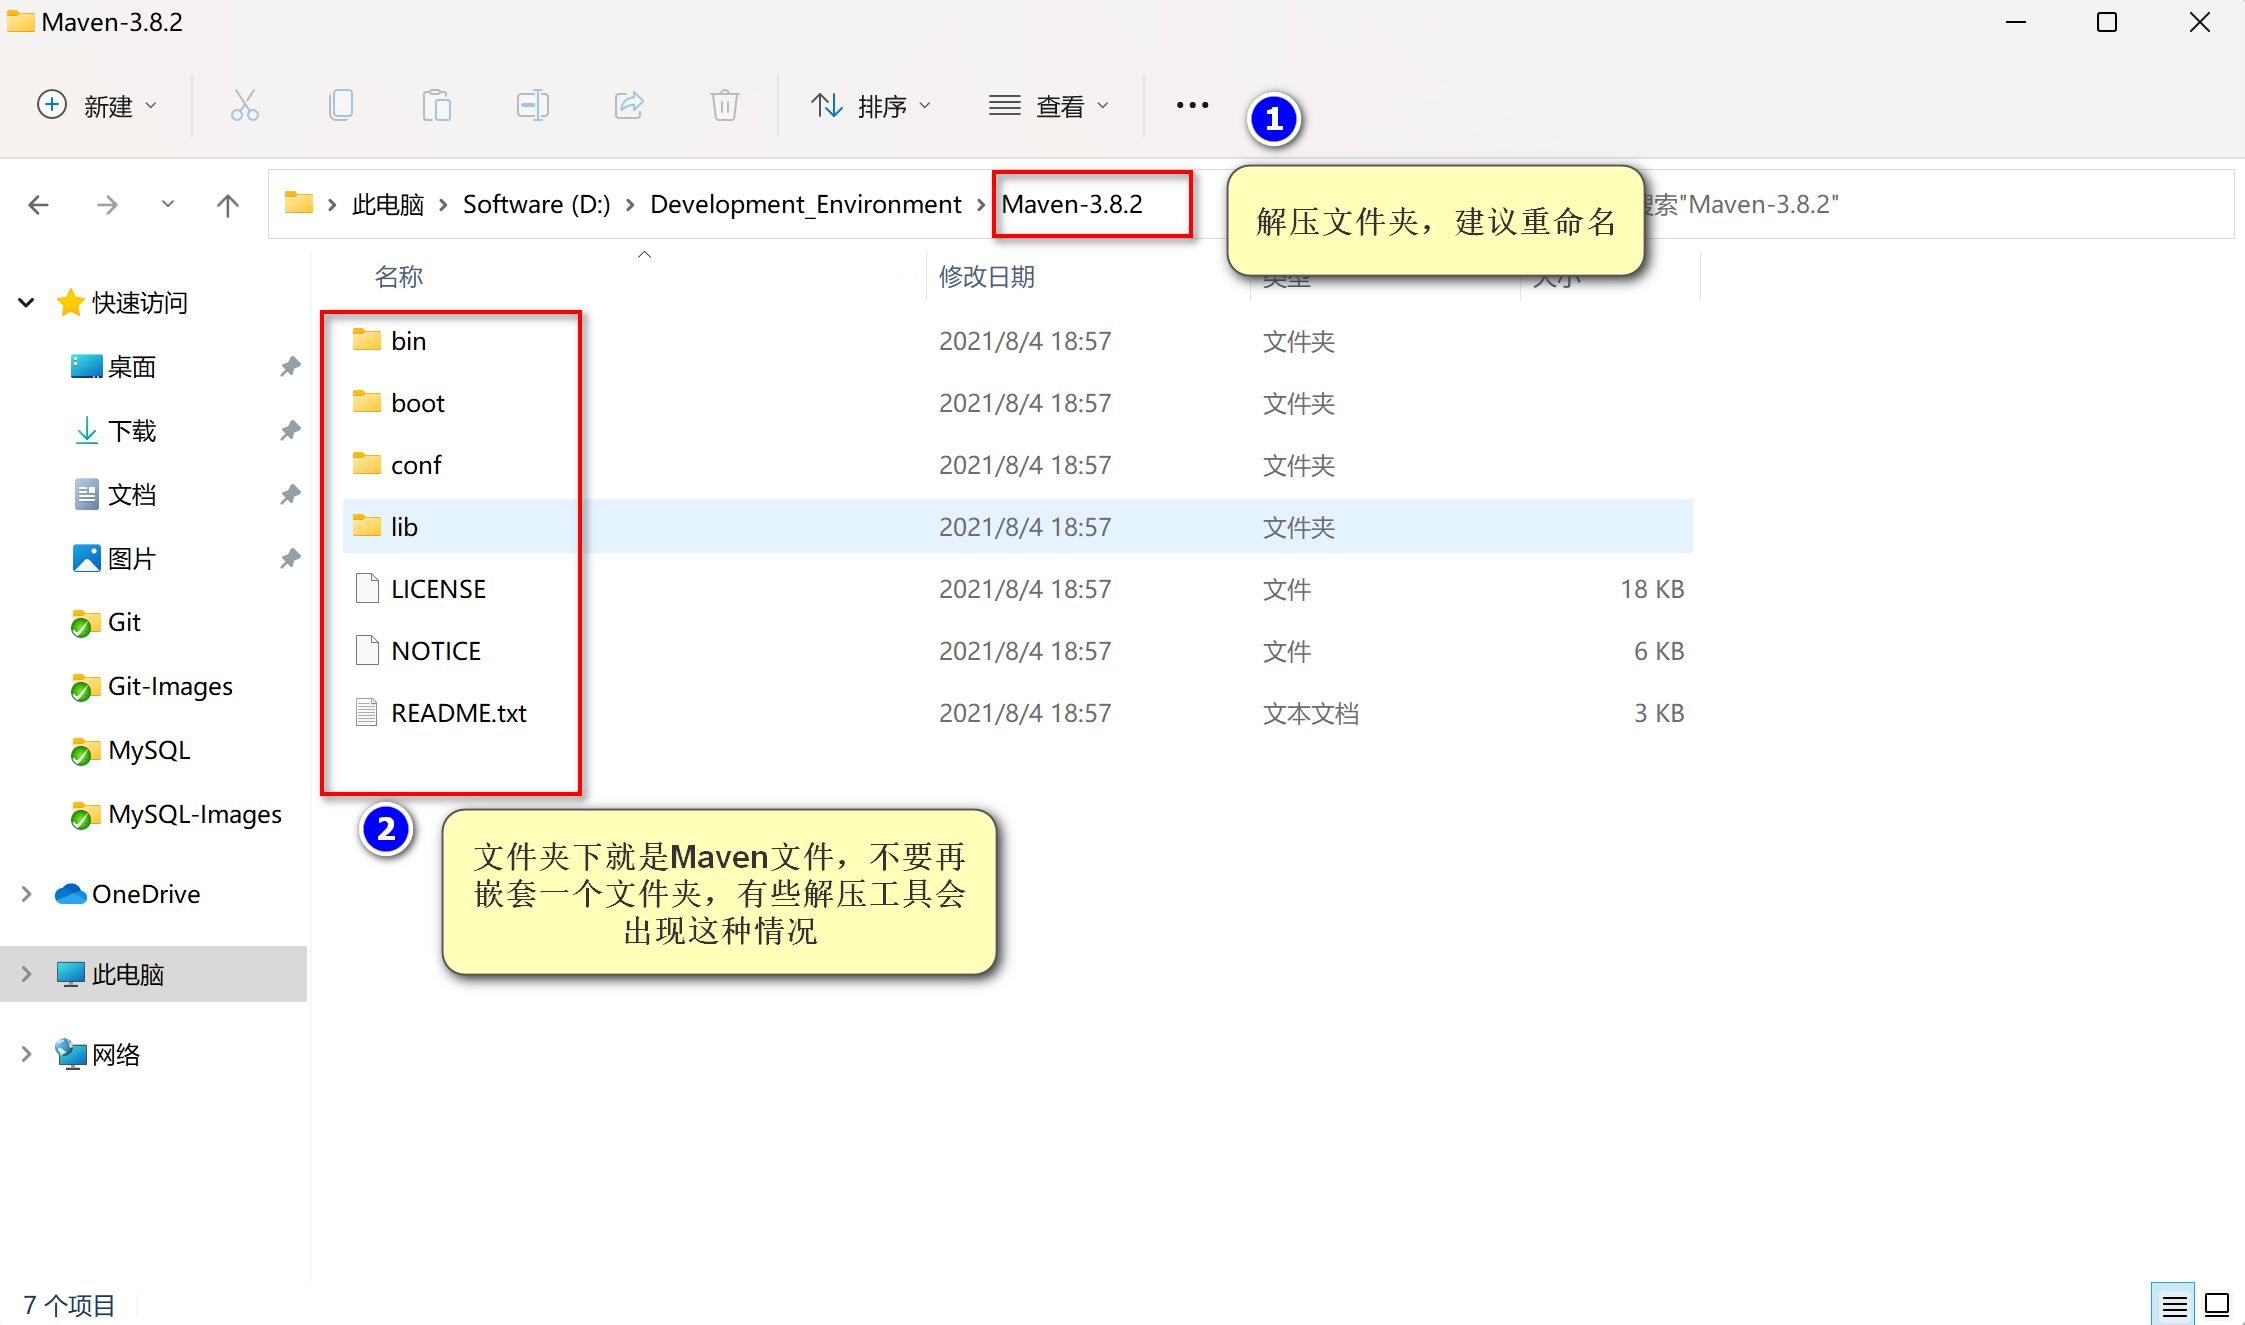 Maven-3.8.2
新建
排序
查看
1
此电脑 > Software (D:) > Development_Environment > Maven-3.8.2
解压文件夹，建议重命名
索"Maven-3.8.2"
名称 修改日期 类型 大小
快速访问
桌面
下载
文档
图片
Git
Git-Images
MySQL
MySQL-Images
OneDrive
此电脑
网络
bin 2021/8/4 18:57 文件夹
boot 2021/8/4 18:57 文件夹
conf 2021/8/4 18:57 文件夹
lib 2021/8/4 18:57 文件夹
LICENSE 2021/8/4 18:57 文件 18 KB
NOTICE 2021/8/4 18:57 文件 6 KB
README.txt 2021/8/4 18:57 文本文档 3 KB
2
文件夹下就是Maven文件，不要再
嵌套一个文件夹，有些解压工具会
出现这种情况
7 个项目